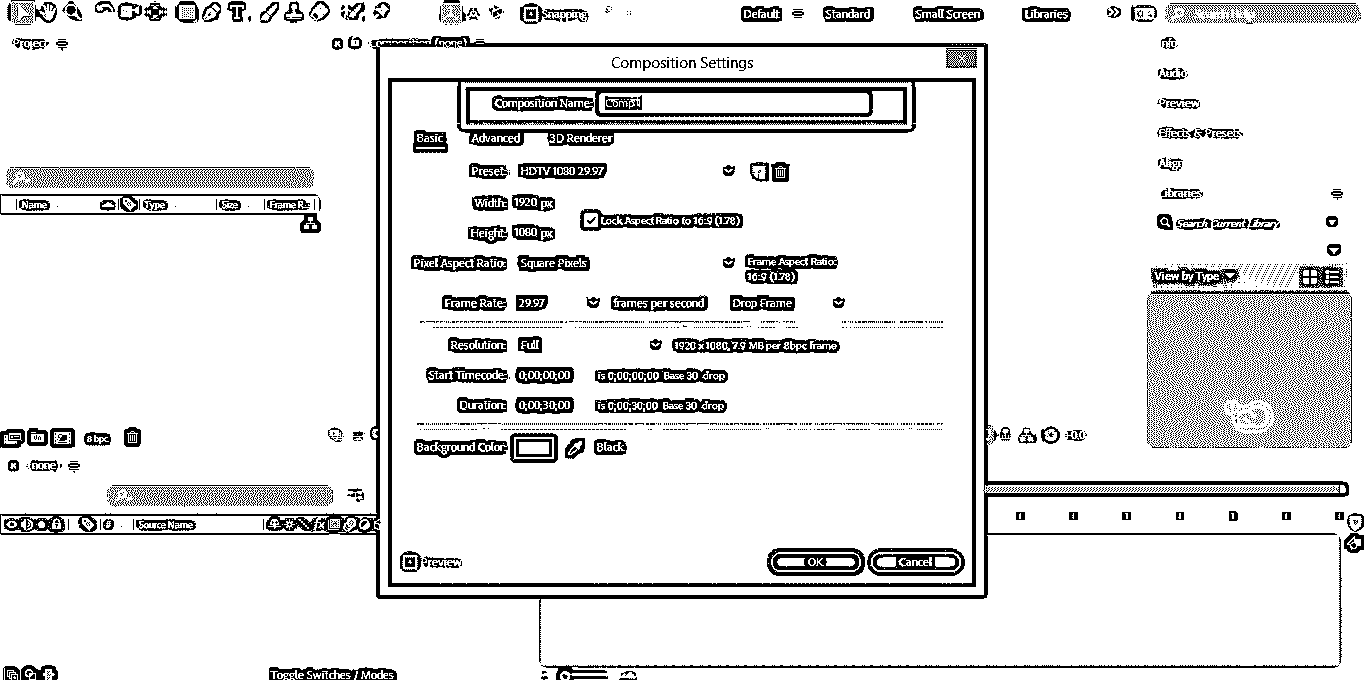 Snapping
Default
Standard
Small Screen
Libraries
Project
Composition (none)
Info
Audio
Preview
Effects & Presets
Align
Libraries
Search Current Library
View by Type
Name
Type
Size
Frame R...
8 bpc
(none)
Source Name
Toggle Switches / Modes
Composition Settings
Composition Name:
Basic
Advanced
3D Renderer
Preset: HDTV 1080 29.97
Width: 1920 px
Lock Aspect Ratio to 16:9 (1.78)
Height: 1080 px
Pixel Aspect Ratio: Square Pixels
Frame Aspect Ratio:
16:9 (1.78)
Frame Rate: 29.97 frames per second Drop Frame
Resolution: Full 1920 x 1080, 7.9 MB per 8bpc frame
Start Timecode: 0;00;00;00 is 0;00;00;00 Base 30 drop
Duration: 0;00;30;00 is 0;00;30;00 Base 30 drop
Background Color: Black
Preview
OK
Cancel